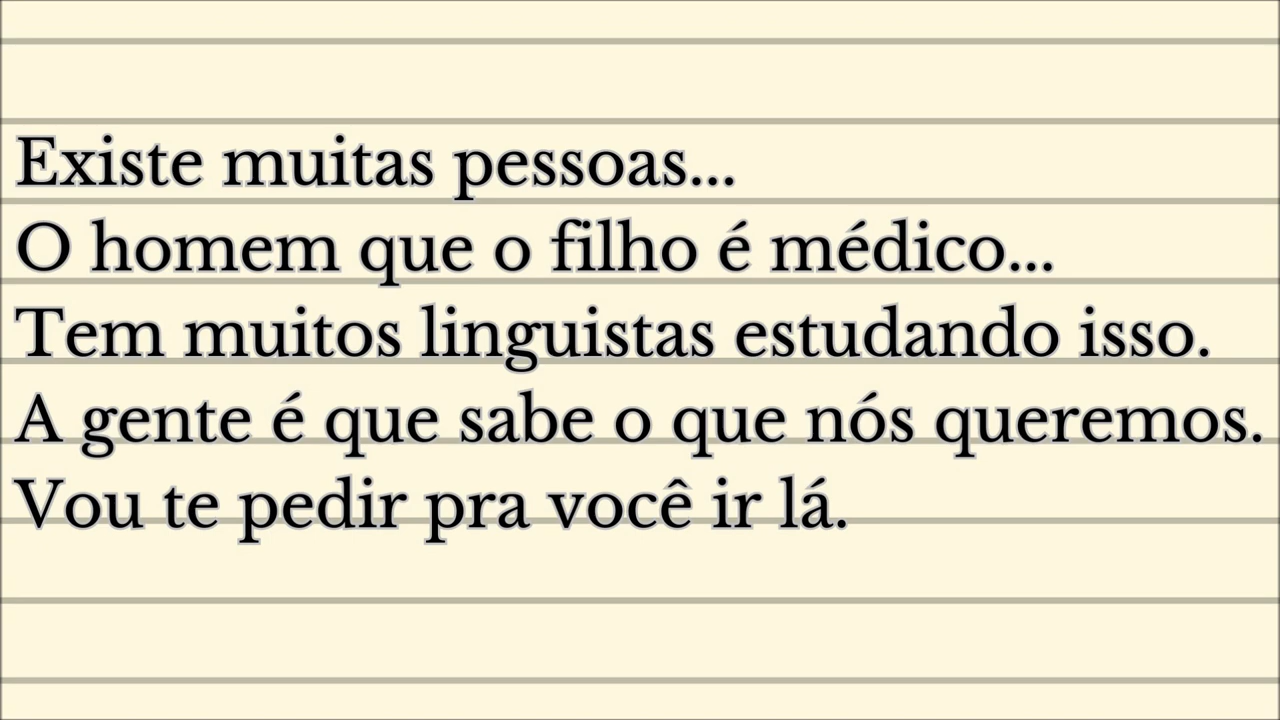 Existe muitas pessoas...
O homem que o filho é médico...
Tem muitos linguistas estudando isso.
A gente é que sabe o que nós queremos.
Vou te pedir pra você ir lá.